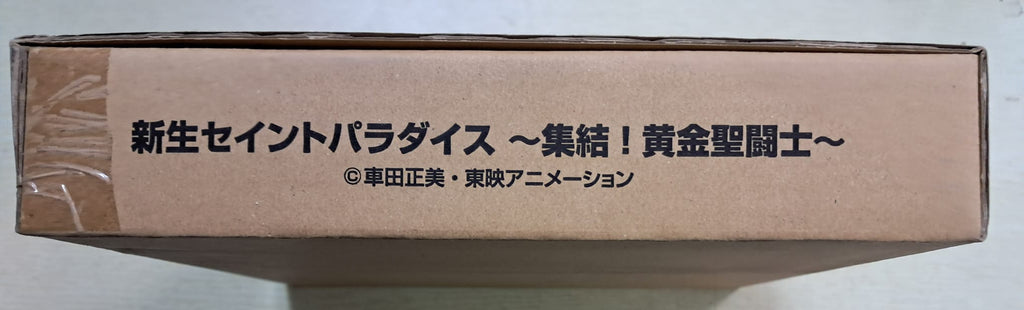 新生セイントパラダイス ～集結！黄金聖闘士～
©車田正美・東映アニメーション